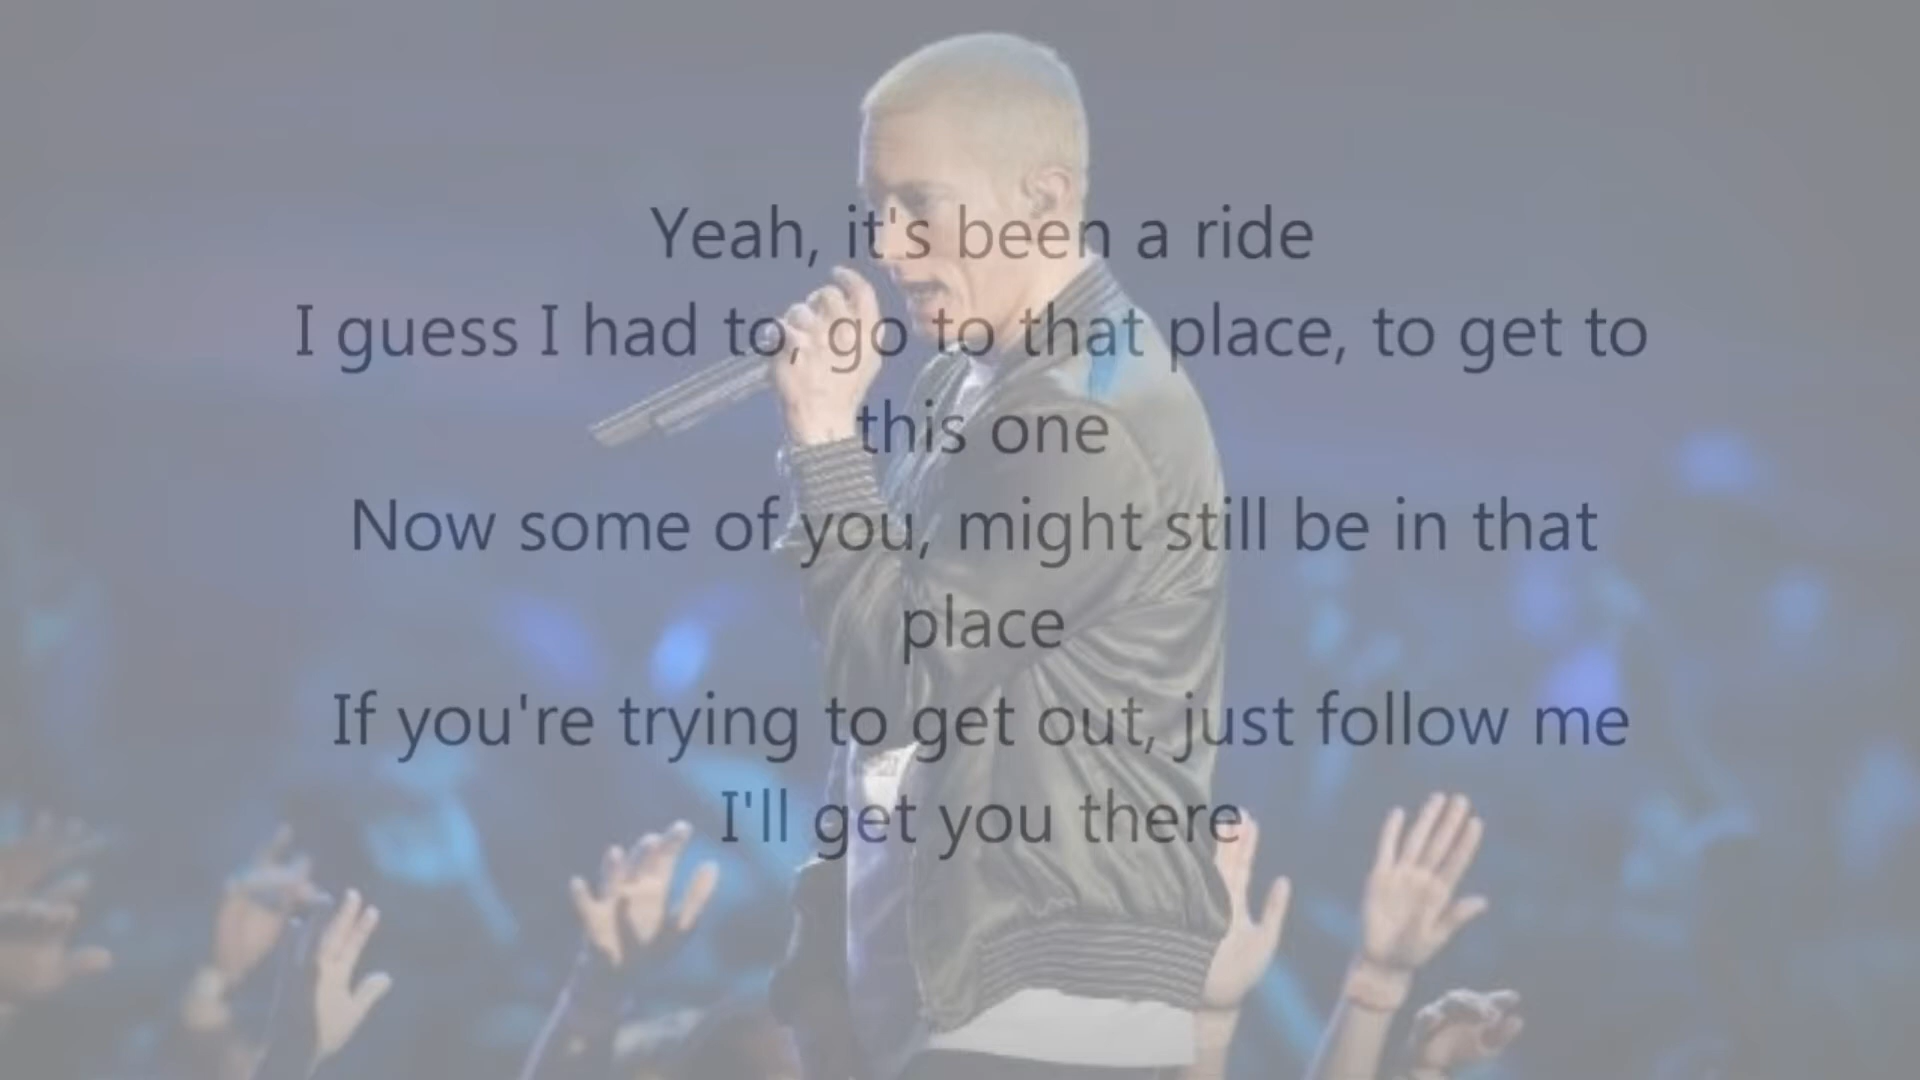 Yeah, it's been a ride
I guess I had to, go to that place, to get to
this one
Now some of you, might still be in that
place
If you're trying to get out, just follow me
I'll get you there